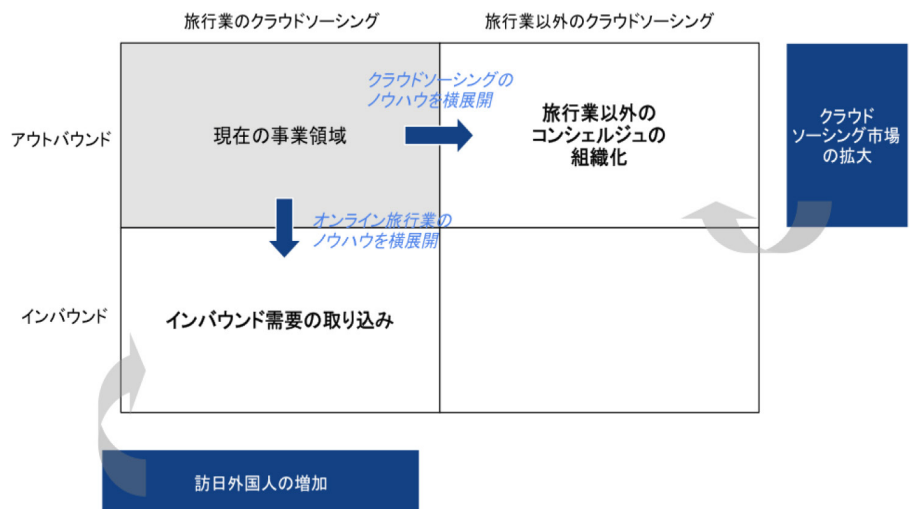 旅行業のクラウドソーシング
旅行業以外のクラウドソーシング
アウトバウンド
現在の事業領域
クラウドソーシングの
ノウハウを横展開
旅行業以外の
コンシェルジュの
組織化
クラウド
ソーシング市場
の拡大
オンライン旅行業の
ノウハウを横展開
インバウンド
インバウンド需要の取り込み
訪日外国人の増加